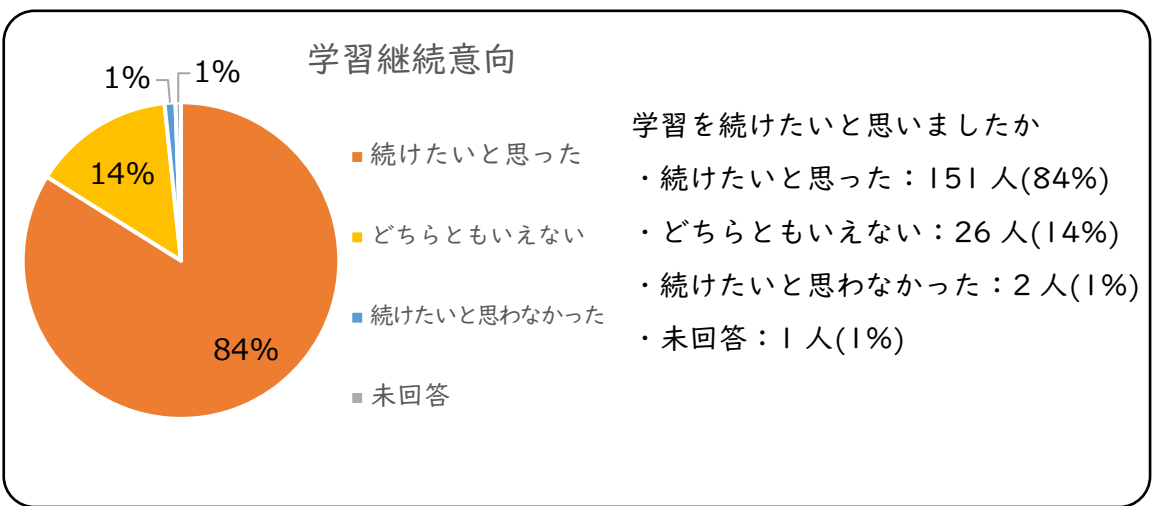 学習継続意向
1%
1%
14%
84%
続けたいと思った
どちらともいえない
続けたいと思わなかった
未回答
学習を続けたいと思いましたか
・続けたいと思った：151 人(84%)
・どちらともいえない：26 人(14%)
・続けたいと思わなかった：2 人(1%)
・未回答：1 人(1%)